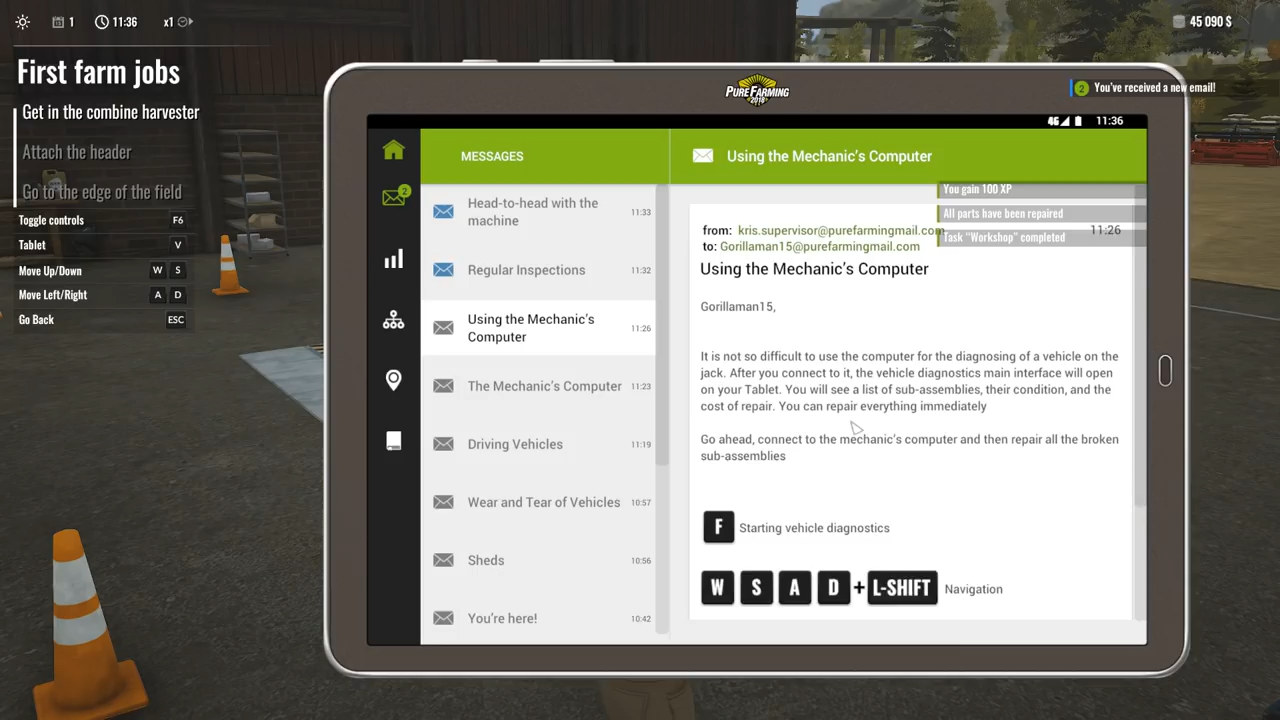 1
11:36
x1
45 090 $
First farm jobs
Get in the combine harvester
Attach the header
Go to the edge of the field
Toggle controls F6
Tablet V
Move Up/Down W S
Move Left/Right A D
Go Back ESC
PURE FARMING
2018
2 You've received a new email!
4G 11:36
2
MESSAGES
Head-to-head with the
machine
11:33
Regular Inspections 11:32
Using the Mechanic's
Computer
11:26
The Mechanic's Computer 11:23
Driving Vehicles 11:19
Wear and Tear of Vehicles 10:57
Sheds 10:56
You're here! 10:42
Using the Mechanic's Computer
You gain 100 XP
All parts have been repaired
Task "Workshop" completed
from: kris.supervisor@purefarmingmail.com
11:26
to: Gorillaman15@purefarmingmail.com
Using the Mechanic's Computer
Gorillaman15,
It is not so difficult to use the computer for the diagnosing of a vehicle on the
jack. After you connect to it, the vehicle diagnostics main interface will open
on your Tablet. You will see a list of sub-assemblies, their condition, and the
cost of repair. You can repair everything immediately
Go ahead, connect to the mechanic's computer and then repair all the broken
sub-assemblies
F Starting vehicle diagnostics
W S A D + L-SHIFT Navigation